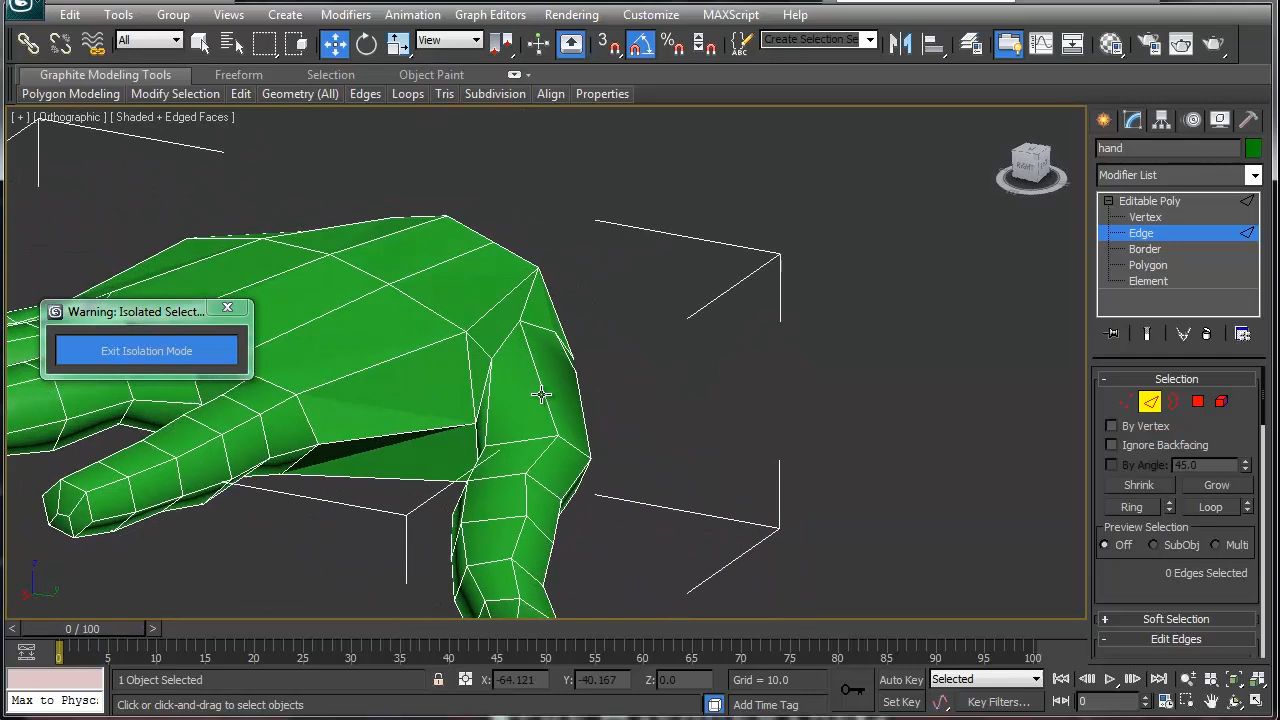 Edit Tools Group Views Create Modifiers Animation Graph Editors Rendering Customize MAXScript Help
All View 3 Create Selection Se
Graphite Modeling Tools Freeform Selection Object Paint
Polygon Modeling Modify Selection Edit Geometry (All) Edges Loops Tris Subdivision Align Properties
[ + ] [ Orthographic ] [ Shaded + Edged Faces ]
hand
Modifier List
RIGHT
Editable Poly
Vertex
Edge
Border
Polygon
Element
Warning: Isolated Select...
Exit Isolation Mode
- Selection
By Vertex
Ignore Backfacing
By Angle: 45.0
Shrink Grow
Ring Loop
Preview Selection
Off SubObj Multi
0 Edges Selected
+ Soft Selection
- Edit Edges
< 0 / 100 >
0 5 10 15 20 25 30 35 40 45 50 55 60 65 70 75 80 85 90 95 100
1 Object Selected X: -64.121 Y: -40.167 Z: 0.0 Grid = 10.0 Auto Key Selected
Max to Physc Click or click-and-drag to select objects Add Time Tag Set Key Key Filters... 0